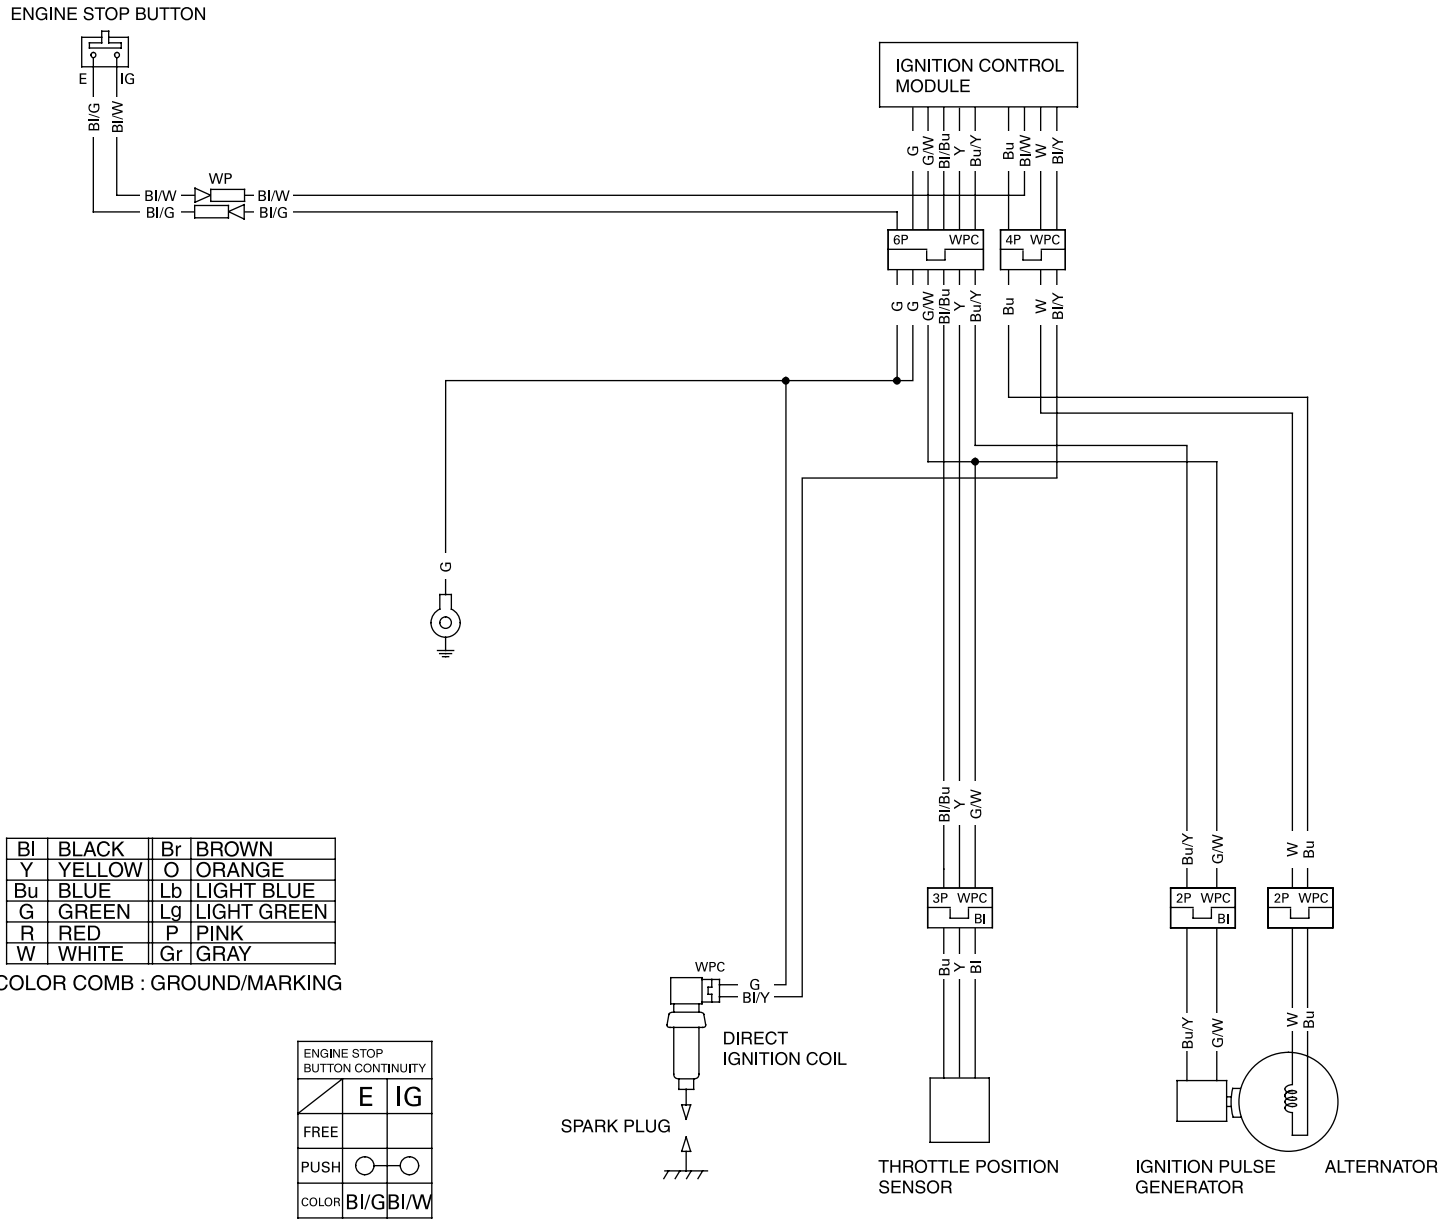 ENGINE STOP BUTTON
E IG
Bl/G Bl/W
WP
Bl/W Bl/W
Bl/G Bl/G
IGNITION CONTROL
MODULE
G G/W Bl/Bu Y Bu/Y Bu Bl/W W Bl/Y
6P WPC 4P WPC
G G G/W Bl/Bu Y Bu/Y Bu W Bl/Y
G
Bl/Bu Y G/W
Bu/Y G/W W Bu
3P WPC
Bl
2P WPC
Bl
2P WPC
Bu Y Bl
Bu/Y G/W W Bu
WPC
G
Bl/Y
DIRECT
IGNITION COIL
SPARK PLUG
THROTTLE POSITION
SENSOR
IGNITION PULSE
GENERATOR
ALTERNATOR
Bl BLACK Br BROWN
Y YELLOW O ORANGE
Bu BLUE Lb LIGHT BLUE
G GREEN Lg LIGHT GREEN
R RED P PINK
W WHITE Gr GRAY
COLOR COMB : GROUND/MARKING
ENGINE STOP
BUTTON CONTINUITY
E IG
FREE
PUSH
COLOR Bl/G Bl/W